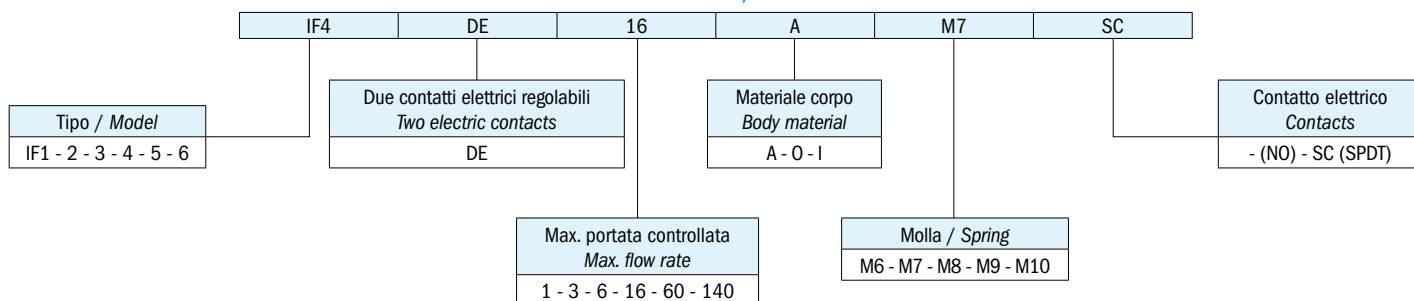 IF4 DE 16 A M7 SC
Tipo / Model
IF1 - 2 - 3 - 4 - 5 - 6
Due contatti elettrici regolabili
Two electric contacts
DE
Max. portata controllata
Max. flow rate
1 - 3 - 6 - 16 - 60 - 140
Materiale corpo
Body material
A - O - I
Molla / Spring
M6 - M7 - M8 - M9 - M10
Contatto elettrico
Contacts
- (NO) - SC (SPDT)